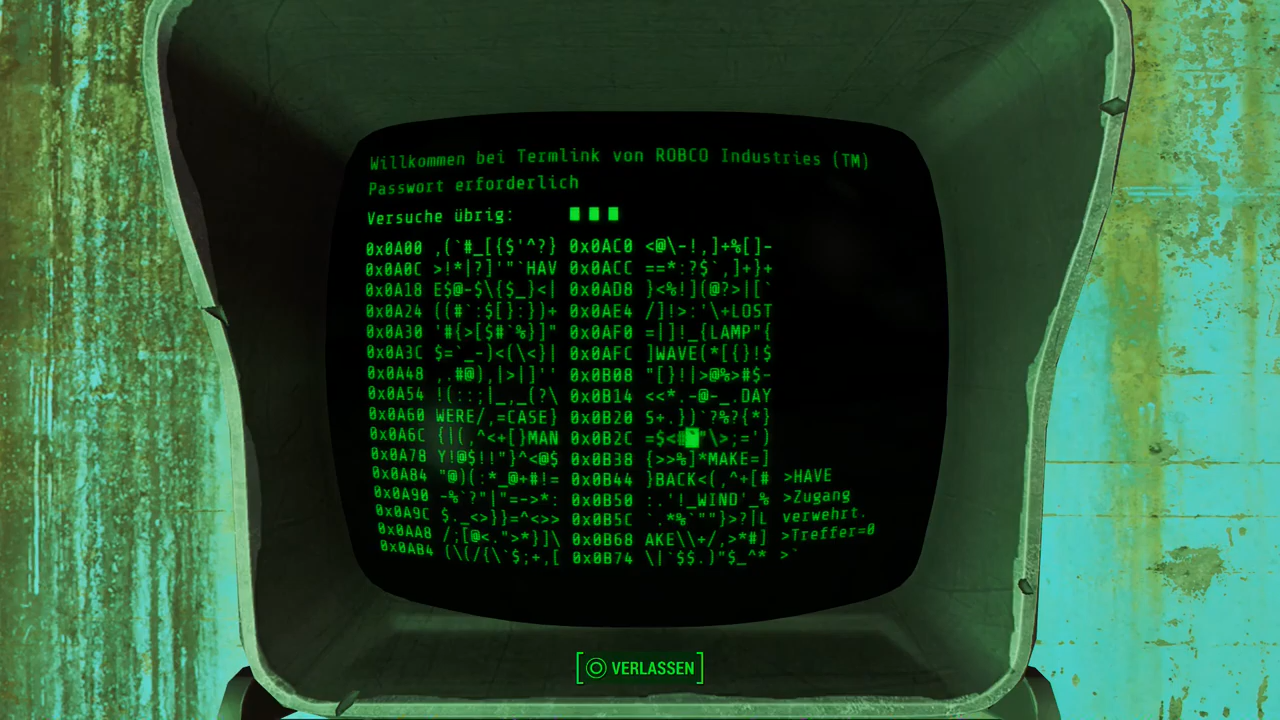 Willkommen bei Termlink von ROBCO Industries (TM)
Passwort erforderlich
Versuche übrig: ■ ■ ■
0x0A00 ,(`#_[{$'^?} 0x0AC0 <@\-!,]+%[]-
0x0A0C >!*|?]'"`HAV 0x0ACC ==*:?$`,]+}+
0x0A18 E$@-$\{$_}<| 0x0AD8 }<%!](@?>|[`
0x0A24 ((#`:$[}:})+ 0x0AE4 /]!>:'\+LOST
0x0A30 '#{>[$#`%}]" 0x0AF0 =|]!_{LAMP"{
0x0A3C $=`_-)<(\<}| 0x0AFC ]WAVE(*[{}!$
0x0A48 ,.#@),|>|]'' 0x0B08 "[}!|>@%>#$-
0x0A54 !(::;|_,_(?\ 0x0B14 <<*.-@-_.DAY
0x0A60 WERE/,=CASE} 0x0B20 S+.})`?%?{*}
0x0A6C {|(,^<+[}MAN 0x0B2C =$<#`"\>;=')
0x0A78 Y!@$!!"}^<@$ 0x0B38 {>>%]*MAKE=]
0x0A84 "@)(:*_@+#!= 0x0B44 }BACK<(,^+[# >HAVE
0x0A90 -%`?"|"=->*: 0x0B50 :.'!_WIND'_% >Zugang
0x0A9C $._<>}}=^<>> 0x0B5C `.*%`""}>?|L verwehrt.
0x0AA8 /;[@<.">*}]\ 0x0B68 AKE\\+/,>*#] >Treffer=0
0x0AB4 (\(/{\`$;+,[ 0x0B74 \|`$$.)"$_^* >`
VERLASSEN